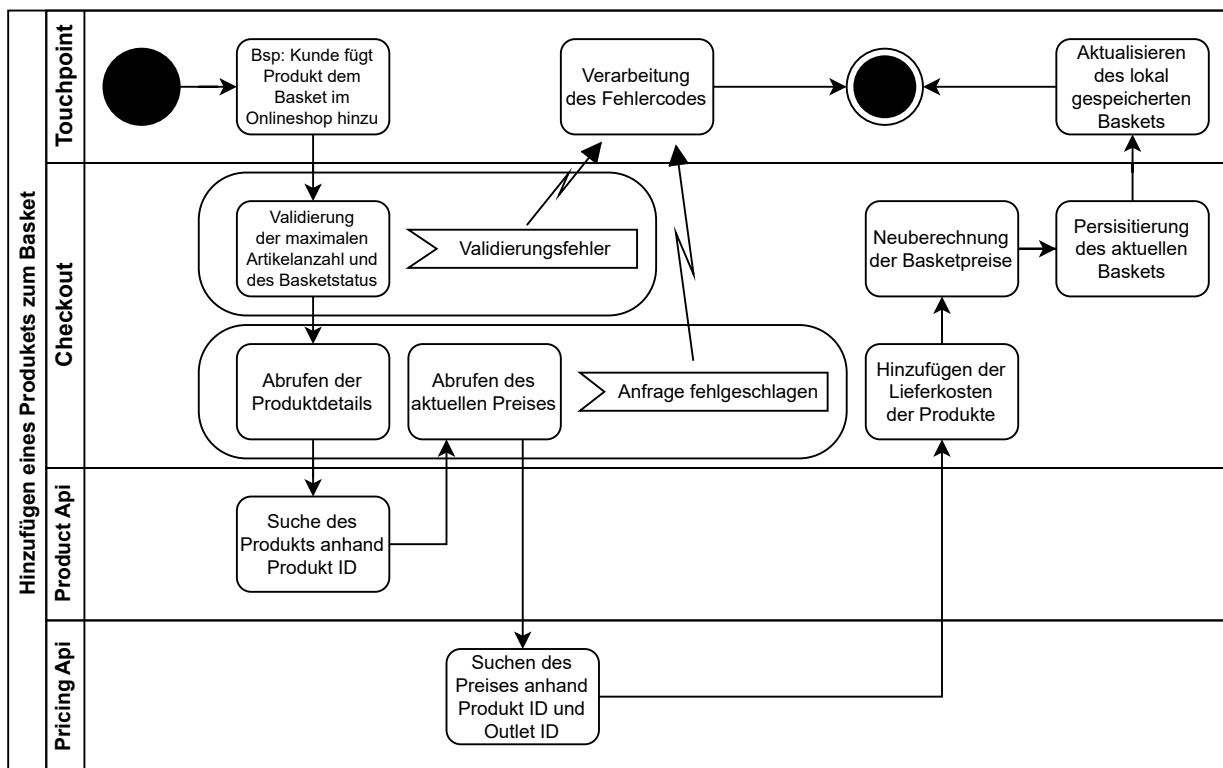 Hinzufügen eines Produkets zum Basket
Touchpoint
Bsp: Kunde fügt
Produkt dem
Basket im
Onlineshop hinzu
Verarbeitung
des Fehlercodes
Aktualisieren
des lokal
gespeicherten
Baskets
Checkout
Validierung
der maximalen
Artikelanzahl und
des Basketstatus
Validierungsfehler
Neuberechnung
der Basketpreise
Persisitierung
des aktuellen
Baskets
Abrufen der
Produktdetails
Abrufen des
aktuellen Preises
Anfrage fehlgeschlagen
Hinzufügen der
Lieferkosten
der Produkte
Product Api
Suche des
Produkts anhand
Produkt ID
Pricing Api
Suchen des
Preises anhand
Produkt ID und
Outlet ID